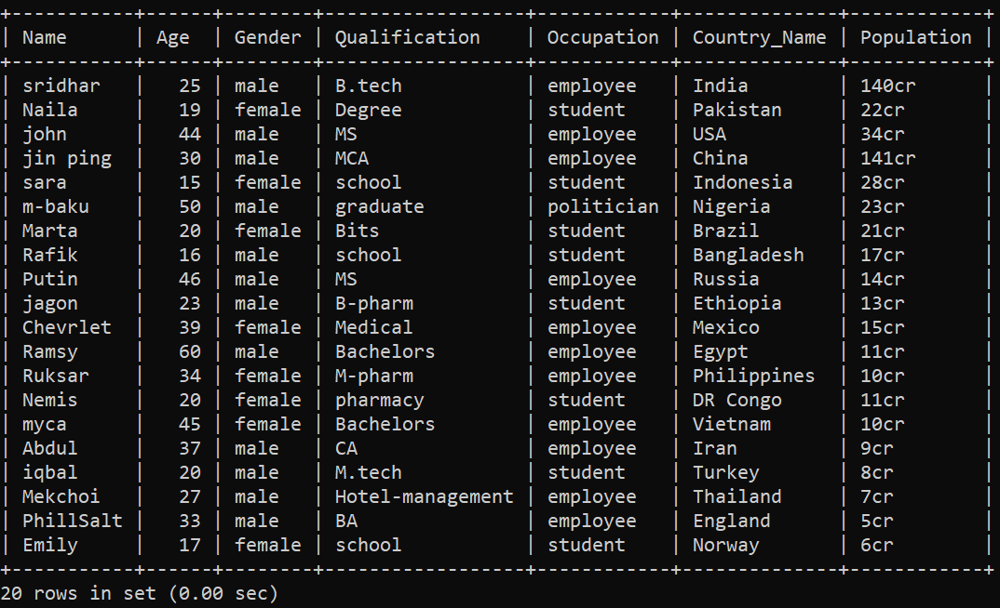 +-----------+------+--------+------------------+------------+--------------+------------+
| Name      | Age  | Gender | Qualification    | Occupation | Country_Name | Population |
+-----------+------+--------+------------------+------------+--------------+------------+
| sridhar   |   25 | male   | B.tech           | employee   | India        | 140cr      |
| Naila     |   19 | female | Degree           | student    | Pakistan     | 22cr       |
| john      |   44 | male   | MS               | employee   | USA          | 34cr       |
| jin ping  |   30 | male   | MCA              | employee   | China        | 141cr      |
| sara      |   15 | female | school           | student    | Indonesia    | 28cr       |
| m-baku    |   50 | male   | graduate         | politician | Nigeria      | 23cr       |
| Marta     |   20 | female | Bits             | student    | Brazil       | 21cr       |
| Rafik     |   16 | male   | school           | student    | Bangladesh   | 17cr       |
| Putin     |   46 | male   | MS               | employee   | Russia       | 14cr       |
| jagon     |   23 | male   | B-pharm          | student    | Ethiopia     | 13cr       |
| Chevrlet  |   39 | female | Medical          | employee   | Mexico       | 15cr       |
| Ramsy     |   60 | male   | Bachelors        | employee   | Egypt        | 11cr       |
| Ruksar    |   34 | female | M-pharm          | employee   | Philippines  | 10cr       |
| Nemis     |   20 | female | pharmacy         | student    | DR Congo     | 11cr       |
| myca      |   45 | female | Bachelors        | employee   | Vietnam      | 10cr       |
| Abdul     |   37 | male   | CA               | employee   | Iran         | 9cr        |
| iqbal     |   20 | male   | M.tech           | student    | Turkey       | 8cr        |
| Mekchoi   |   27 | male   | Hotel-management | employee   | Thailand     | 7cr        |
| PhillSalt |   33 | male   | BA               | employee   | England      | 5cr        |
| Emily     |   17 | female | school           | student    | Norway       | 6cr        |
+-----------+------+--------+------------------+------------+--------------+------------+
20 rows in set (0.00 sec)